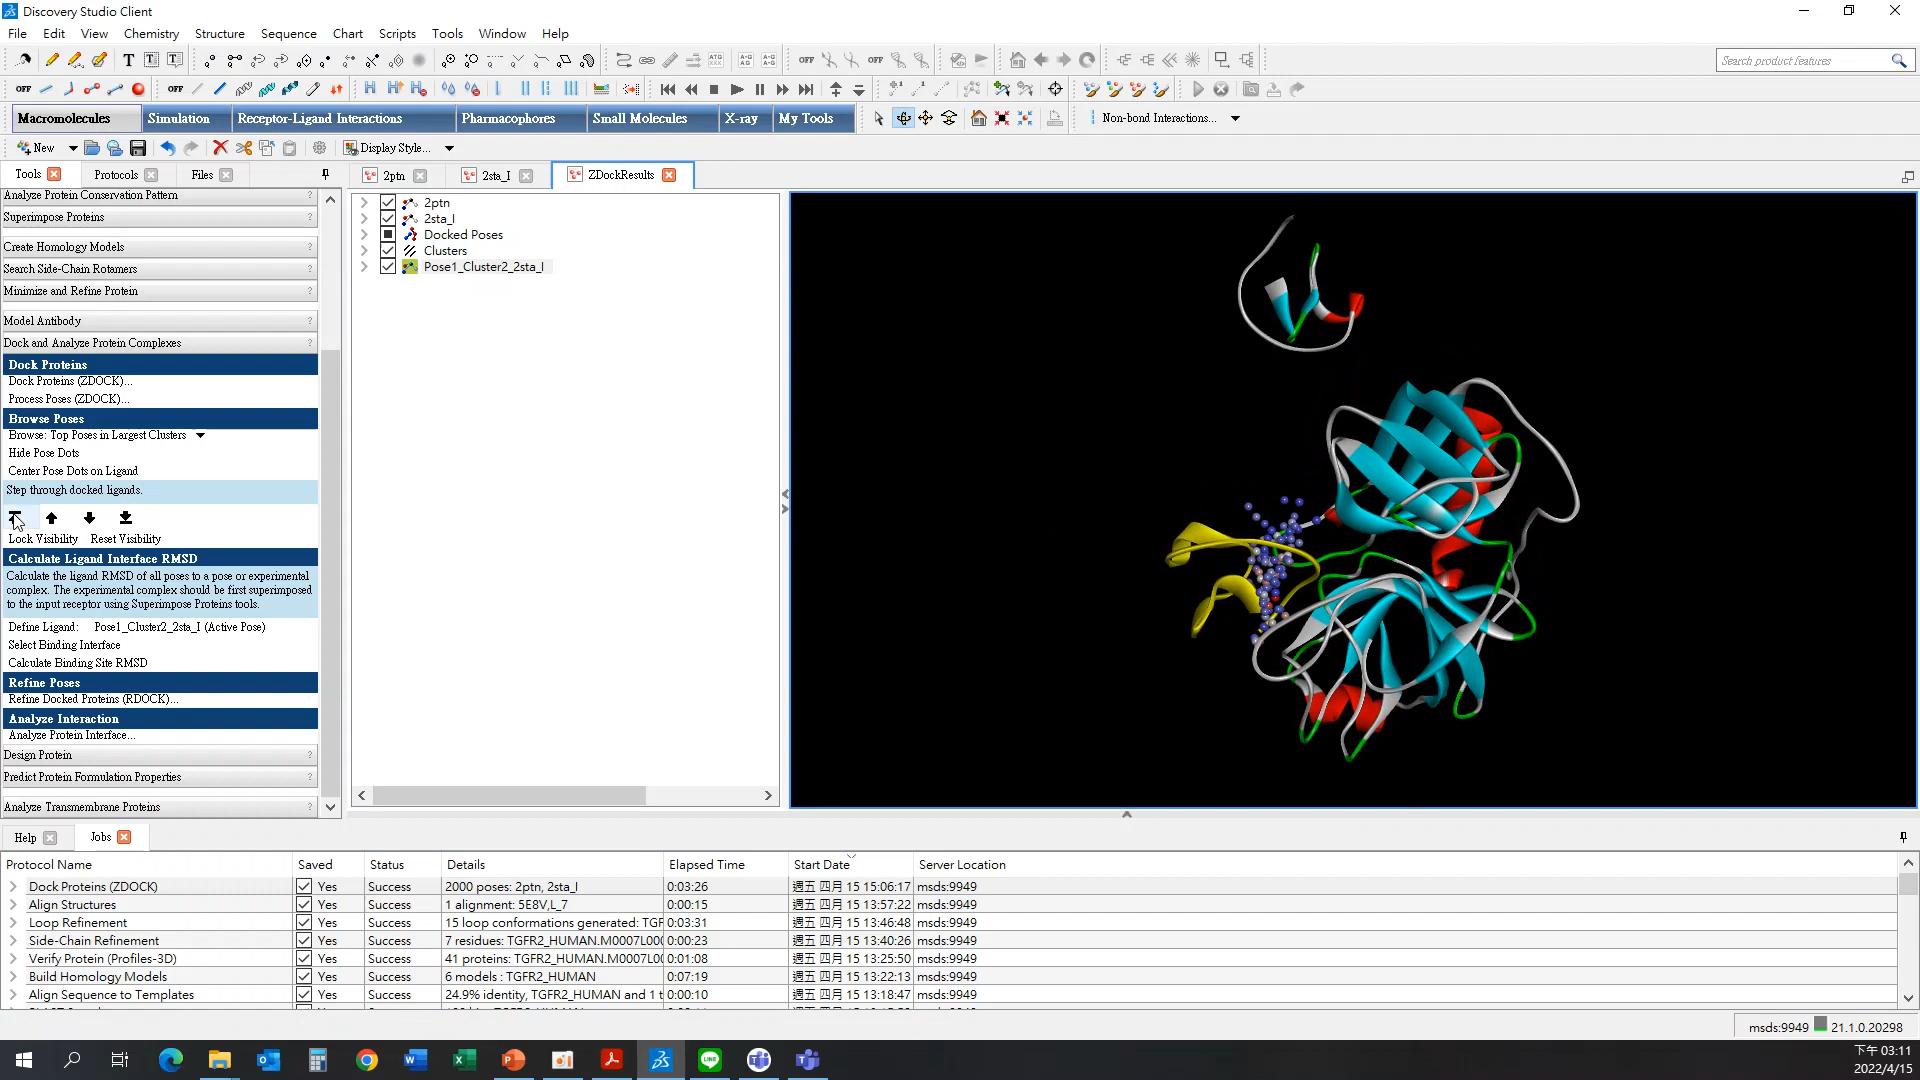 Discovery Studio Client
File Edit View Chemistry Structure Sequence Chart Scripts Tools Window Help
Search product features
OFF OFF
OFF OFF
Macromolecules Simulation Receptor-Ligand Interactions Pharmacophores Small Molecules X-ray My Tools Non-bond Interactions...
New Display Style...
Tools Protocols Files 2ptn 2sta_I ZDockResults
Analyze Protein Conservation Pattern ?
Superimpose Proteins ?
Create Homology Models ?
Search Side-Chain Rotamers ?
Minimize and Refine Protein ?
Model Antibody ?
Dock and Analyze Protein Complexes ?
Dock Proteins
Dock Proteins (ZDOCK)...
Process Poses (ZDOCK)...
Browse Poses
Browse: Top Poses in Largest Clusters
Hide Pose Dots
Center Pose Dots on Ligand
Step through docked ligands.
Lock Visibility Reset Visibility
Calculate Ligand Interface RMSD
Calculate the ligand RMSD of all poses to a pose or experimental
complex. The experimental complex should be first superimposed
to the input receptor using Superimpose Proteins tools.
Define Ligand: Pose1_Cluster2_2sta_I (Active Pose)
Select Binding Interface
Calculate Binding Site RMSD
Refine Poses
Refine Docked Proteins (RDOCK)...
Analyze Interaction
Analyze Protein Interface...
Design Protein ?
Predict Protein Formulation Properties ?
Analyze Transmembrane Proteins ?
2ptn
2sta_I
Docked Poses
Clusters
Pose1_Cluster2_2sta_I
Help Jobs
Protocol Name Saved Status Details Elapsed Time Start Date Server Location
Dock Proteins (ZDOCK) Yes Success 2000 poses: 2ptn, 2sta_I 0:03:26 週五 四月 15 15:06:17 msds:9949
Align Structures Yes Success 1 alignment: 5E8V,L_7 0:00:15 週五 四月 15 13:57:22 msds:9949
Loop Refinement Yes Success 15 loop conformations generated: TGF 0:03:31 週五 四月 15 13:46:48 msds:9949
Side-Chain Refinement Yes Success 7 residues: TGFR2_HUMAN.M0007L00 0:00:23 週五 四月 15 13:40:26 msds:9949
Verify Protein (Profiles-3D) Yes Success 41 proteins: TGFR2_HUMAN.M0007L00 0:01:08 週五 四月 15 13:25:50 msds:9949
Build Homology Models Yes Success 6 models : TGFR2_HUMAN 0:07:19 週五 四月 15 13:22:13 msds:9949
Align Sequence to Templates Yes Success 24.9% identity, TGFR2_HUMAN and 1 t 0:00:10 週五 四月 15 13:18:47 msds:9949
msds:9949 21.1.0.20298
下午 03:11
2022/4/15